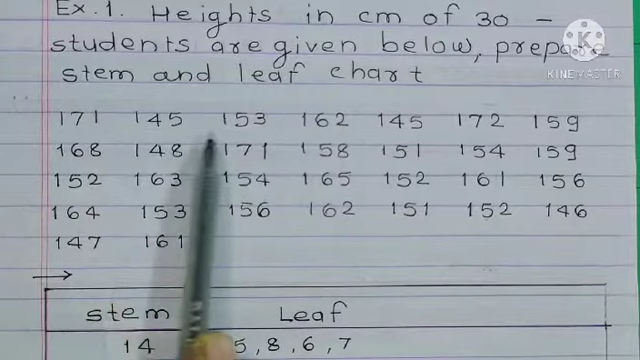 Ex. 1. Heights in cm of 30 -
students are given below, prepare
stem and leaf chart
KINEMASTER
171 145 153 162 145 172 159
168 148 171 158 151 154 159
152 163 154 165 152 161 156
164 153 156 162 151 152 146
147 161
stem Leaf
14 5, 8, 6, 7